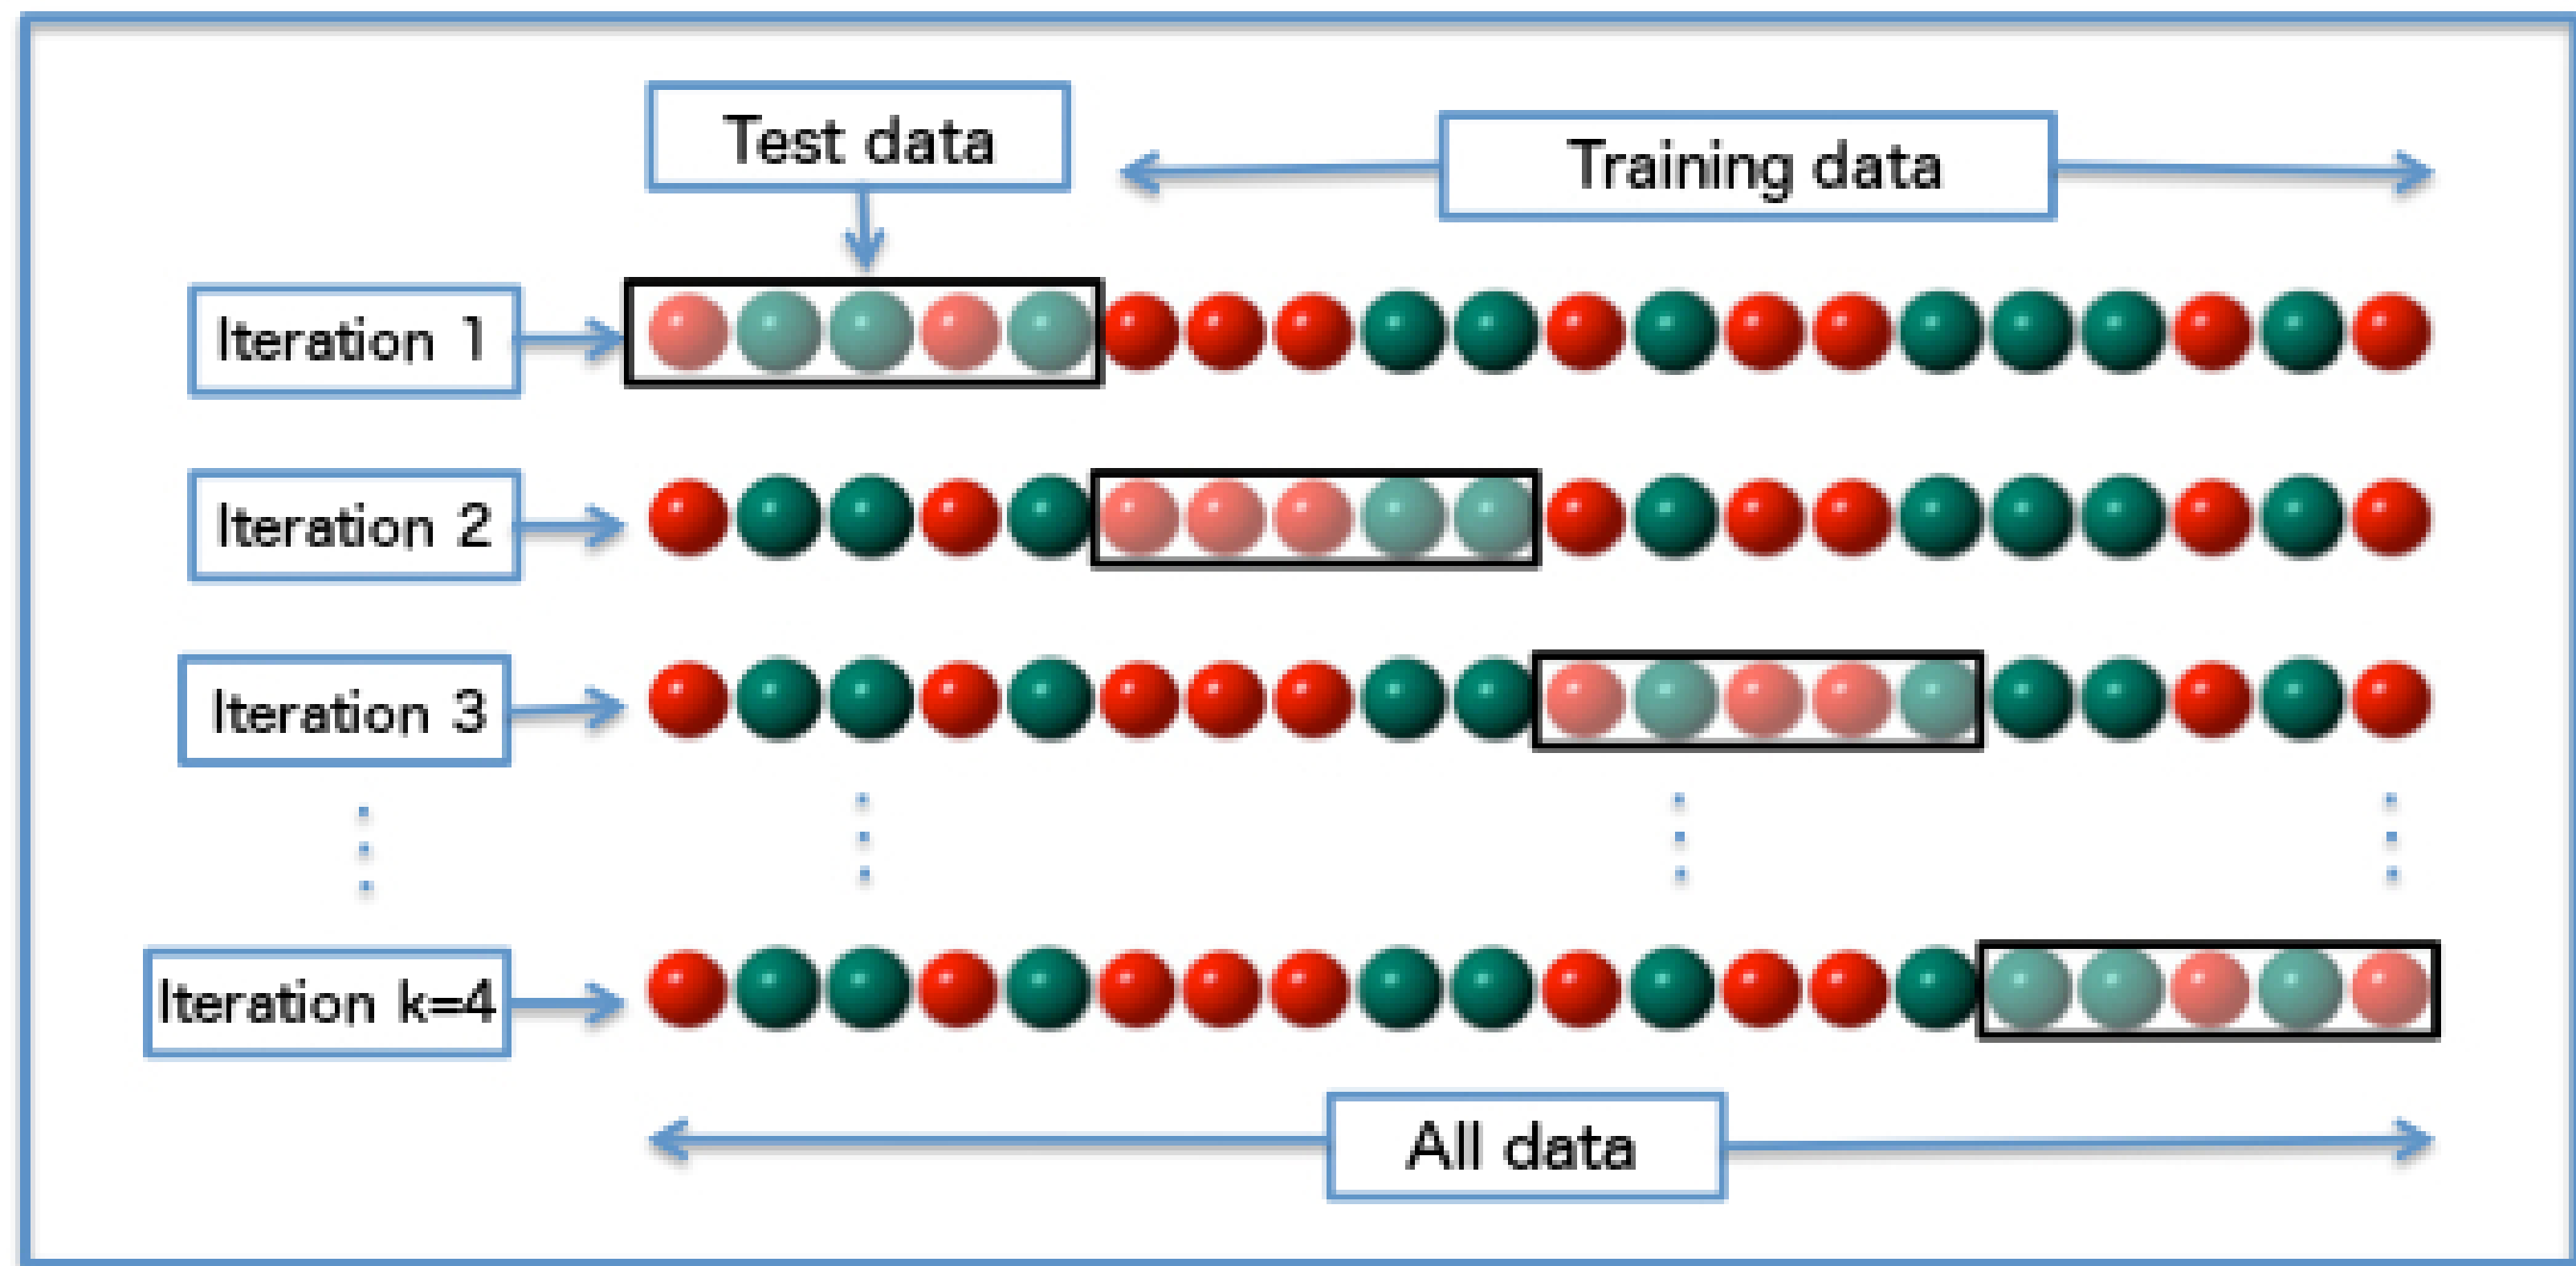 Test data
Training data
Iteration 1
Iteration 2
Iteration 3
Iteration k=4
All data